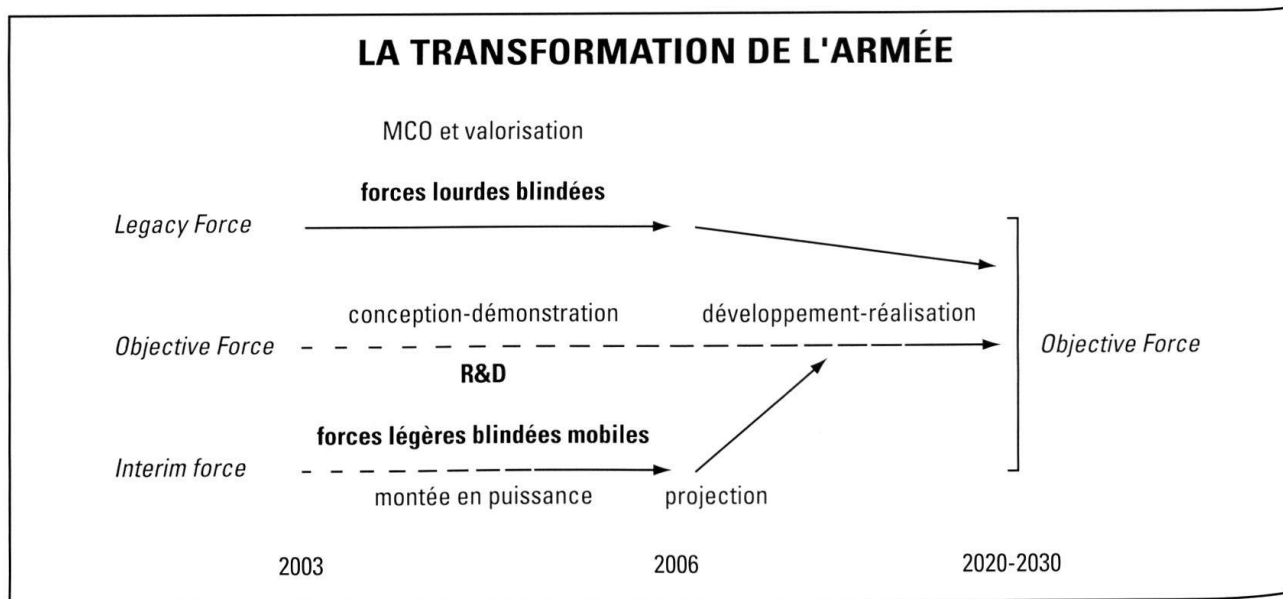 LA TRANSFORMATION DE L'ARMÉE
MCO et valorisation
forces lourdes blindées
Legacy Force
conception-démonstration
développement-réalisation
Objective Force
Objective Force
R&D
forces légères blindées mobiles
Interim force
montée en puissance
projection
2003
2006
2020-2030